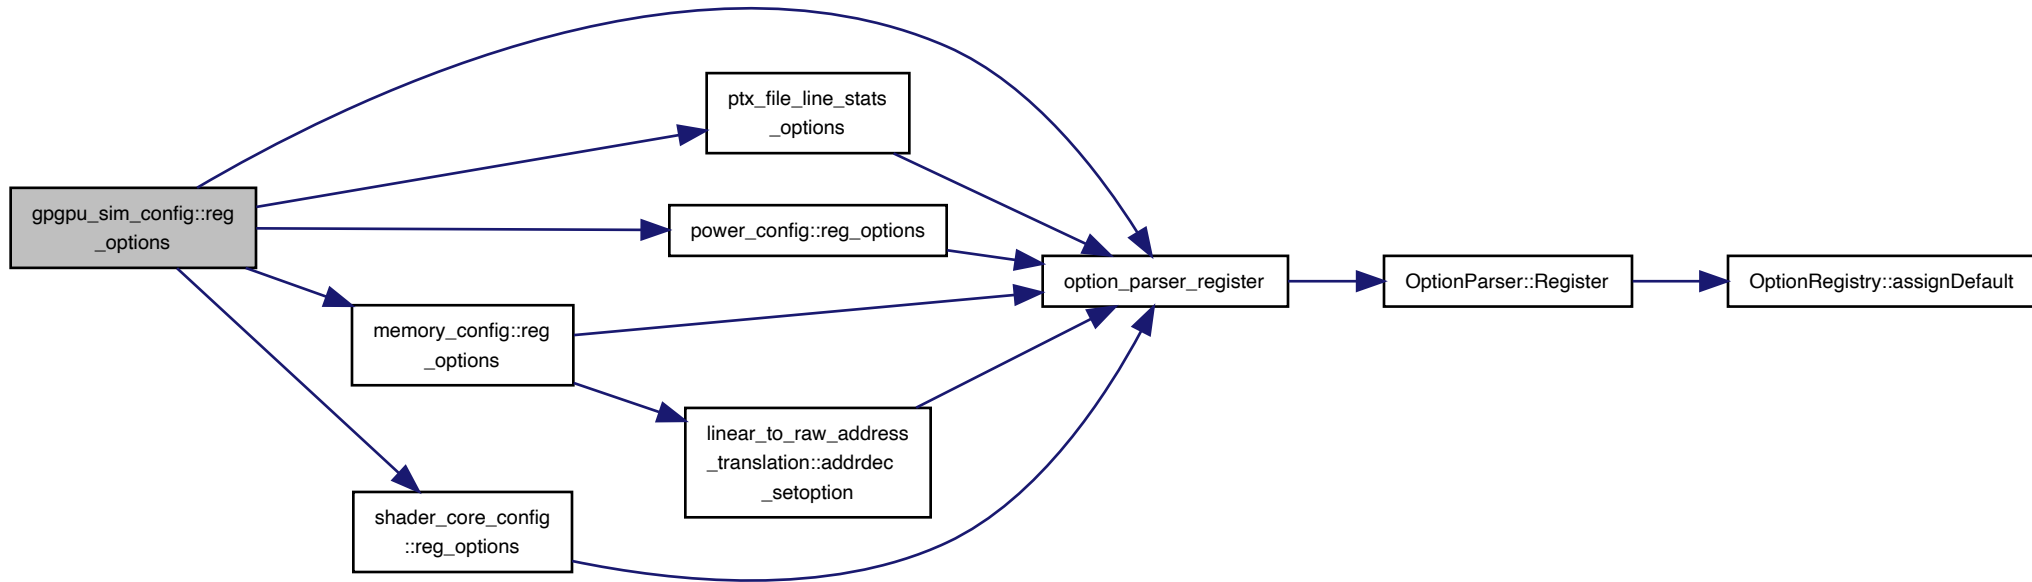 gpgpu_sim_config::reg
_options
ptx_file_line_stats
_options
power_config::reg_options
memory_config::reg
_options
linear_to_raw_address
_translation::addrdec
_setoption
shader_core_config
::reg_options
option_parser_register
OptionParser::Register
OptionRegistry::assignDefault